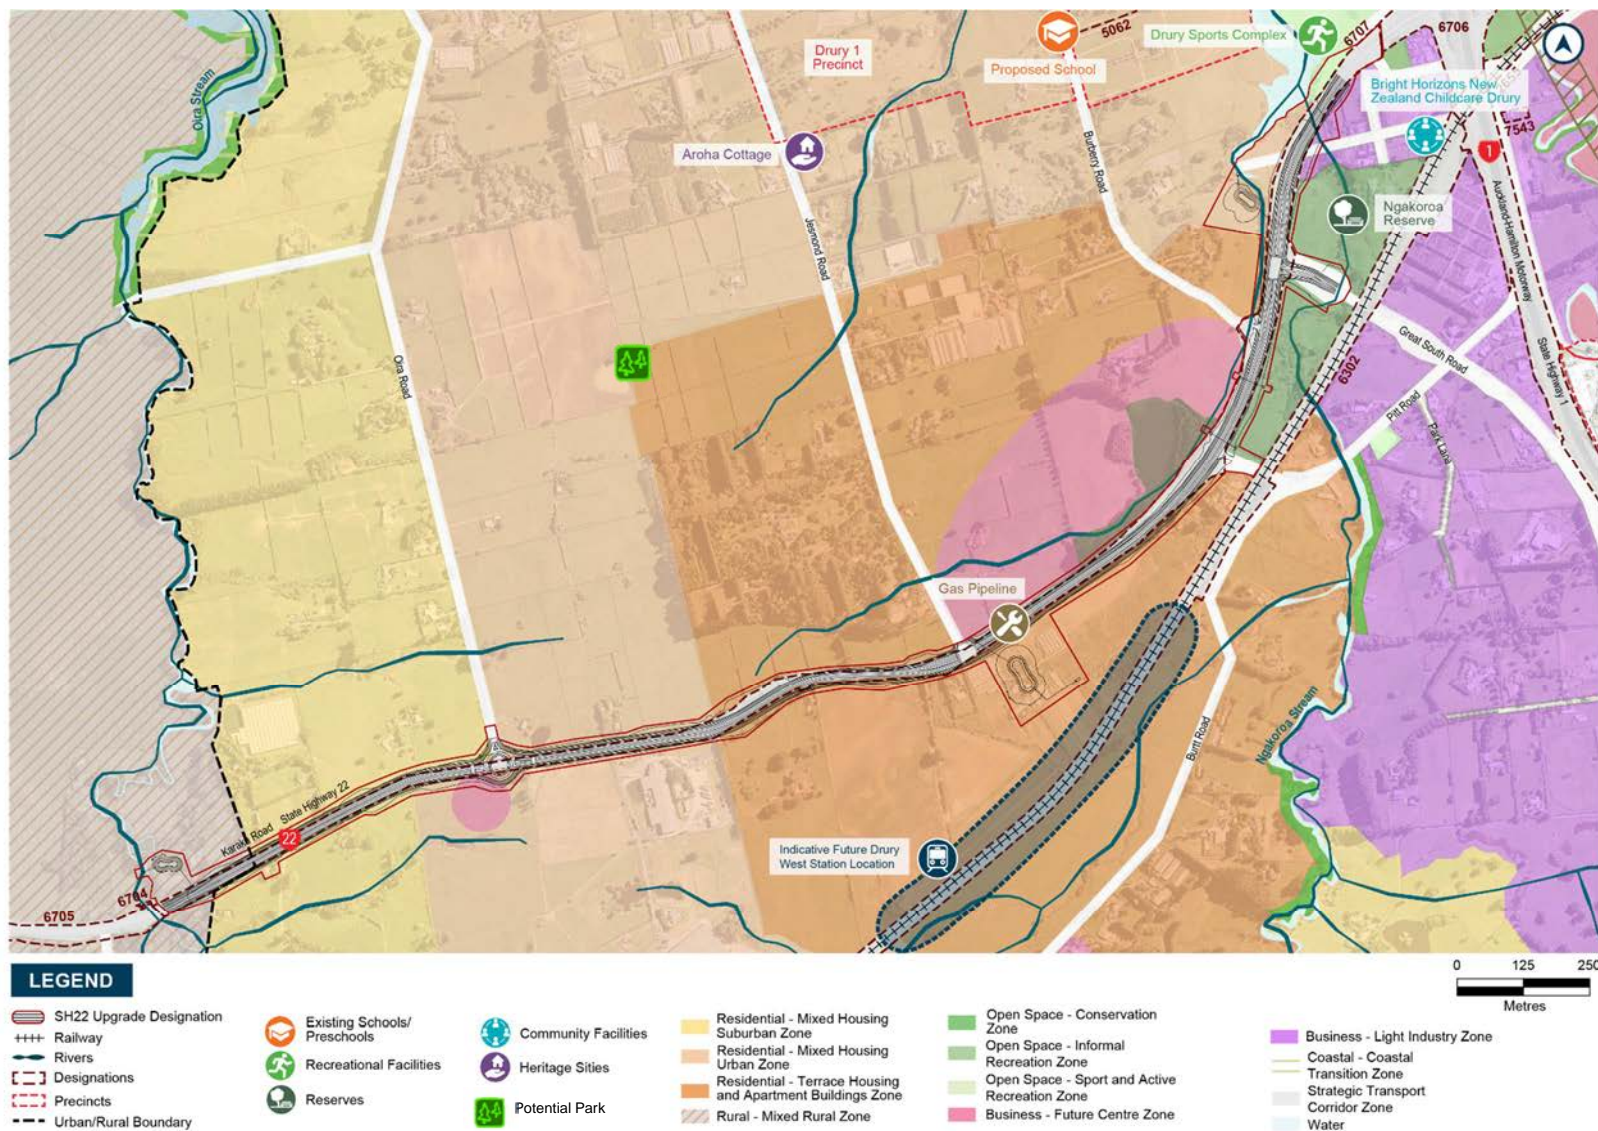 5062
6707
6706
Drury Sports Complex
Drury 1
Precinct
Proposed School
Oira Stream
Bright Horizons New
Zealand Childcare Drury
7543
1
Aroha Cottage
Burberry Road
Ngakoroa
Reserve
Auckland-Hamilton Motorway
Jesmond Road
Great South Road
State Highway 1
6302
Oira Road
Pitt Road
Park Lane
Gas Pipeline
Ngakoroa Stream
Burtt Road
Karaka Road
State Highway 22
22
Indicative Future Drury
West Station Location
6704
6705
LEGEND
0 125 250
Metres
SH22 Upgrade Designation
Railway
Rivers
Designations
Precincts
Urban/Rural Boundary
Existing Schools/
Preschools
Recreational Facilities
Reserves
Community Facilities
Heritage Sites
Potential Park
Residential - Mixed Housing
Suburban Zone
Residential - Mixed Housing
Urban Zone
Residential - Terrace Housing
and Apartment Buildings Zone
Rural - Mixed Rural Zone
Open Space - Conservation
Zone
Open Space - Informal
Recreation Zone
Open Space - Sport and Active
Recreation Zone
Business - Future Centre Zone
Business - Light Industry Zone
Coastal - Coastal
Transition Zone
Strategic Transport
Corridor Zone
Water